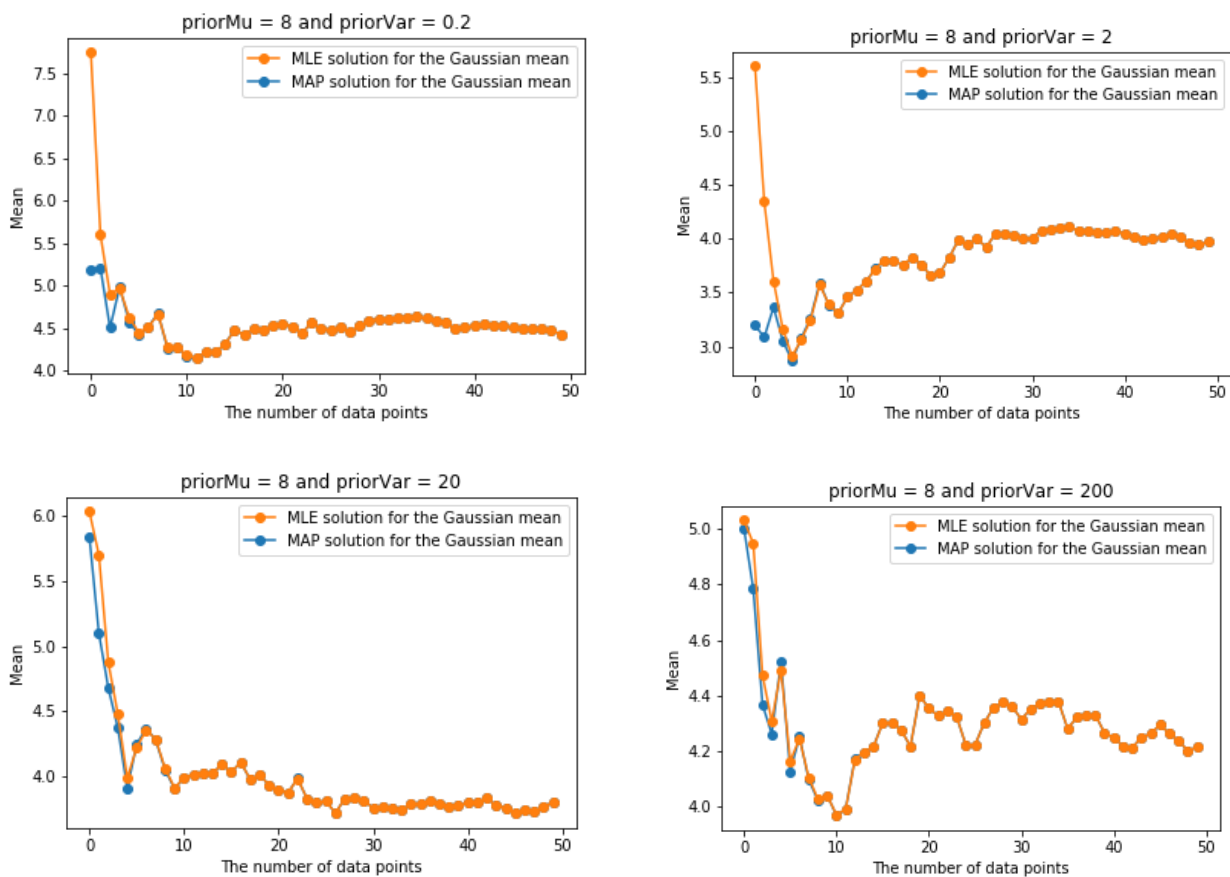 priorMu = 8 and priorVar = 0.2
MLE solution for the Gaussian mean
MAP solution for the Gaussian mean
Mean
7.5
7.0
6.5
6.0
5.5
5.0
4.5
4.0
0 10 20 30 40 50
The number of data points
priorMu = 8 and priorVar = 2
MLE solution for the Gaussian mean
MAP solution for the Gaussian mean
Mean
5.5
5.0
4.5
4.0
3.5
3.0
0 10 20 30 40 50
The number of data points
priorMu = 8 and priorVar = 20
MLE solution for the Gaussian mean
MAP solution for the Gaussian mean
Mean
6.0
5.5
5.0
4.5
4.0
0 10 20 30 40 50
The number of data points
priorMu = 8 and priorVar = 200
MLE solution for the Gaussian mean
MAP solution for the Gaussian mean
Mean
5.0
4.8
4.6
4.4
4.2
4.0
0 10 20 30 40 50
The number of data points